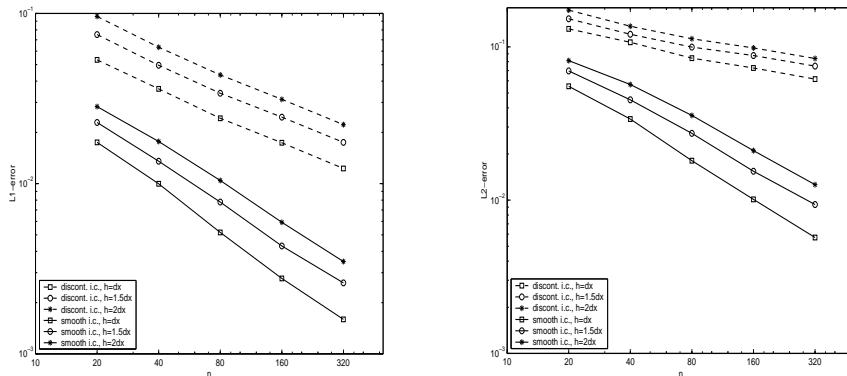 10^-1
10^-2
10^-3
L1-error
discont. i.c., h=dx
discont. i.c., h=1.5dx
discont. i.c., h=2dx
smooth i.c., h=dx
smooth i.c., h=1.5dx
smooth i.c., h=2dx
10 20 40 80 160 320
n
10^-1
10^-2
10^-3
L2-error
discont. i.c., h=dx
discont. i.c., h=1.5dx
discont. i.c., h=2dx
smooth i.c., h=dx
smooth i.c., h=1.5dx
smooth i.c., h=2dx
10 20 40 80 160 320
n